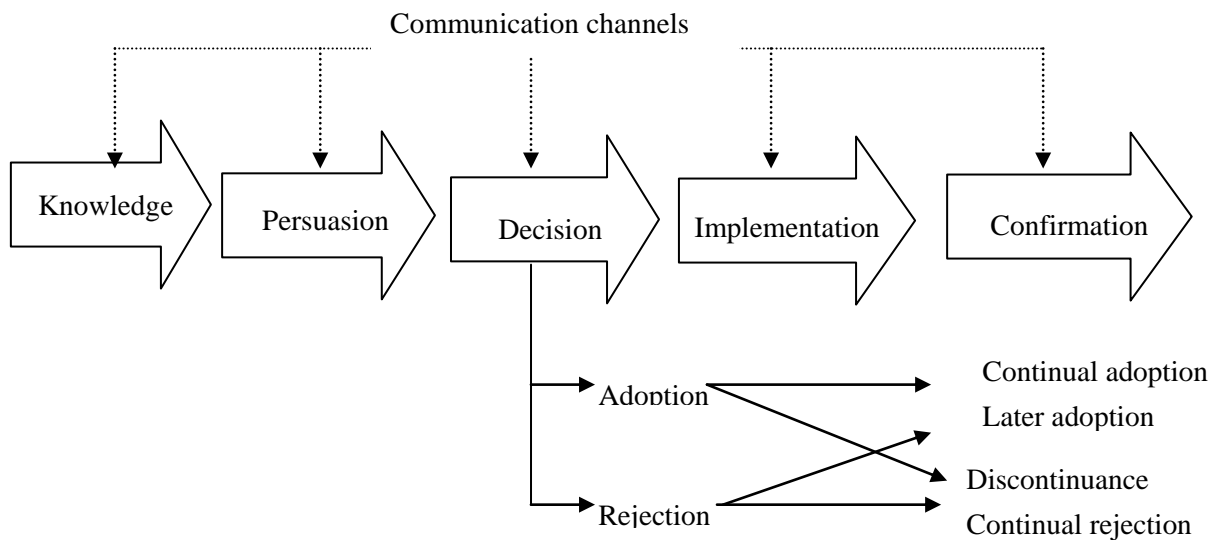 Communication channels
Knowledge
Persuasion
Decision
Implementation
Confirmation
Adoption
Rejection
Continual adoption
Later adoption
Discontinuance
Continual rejection